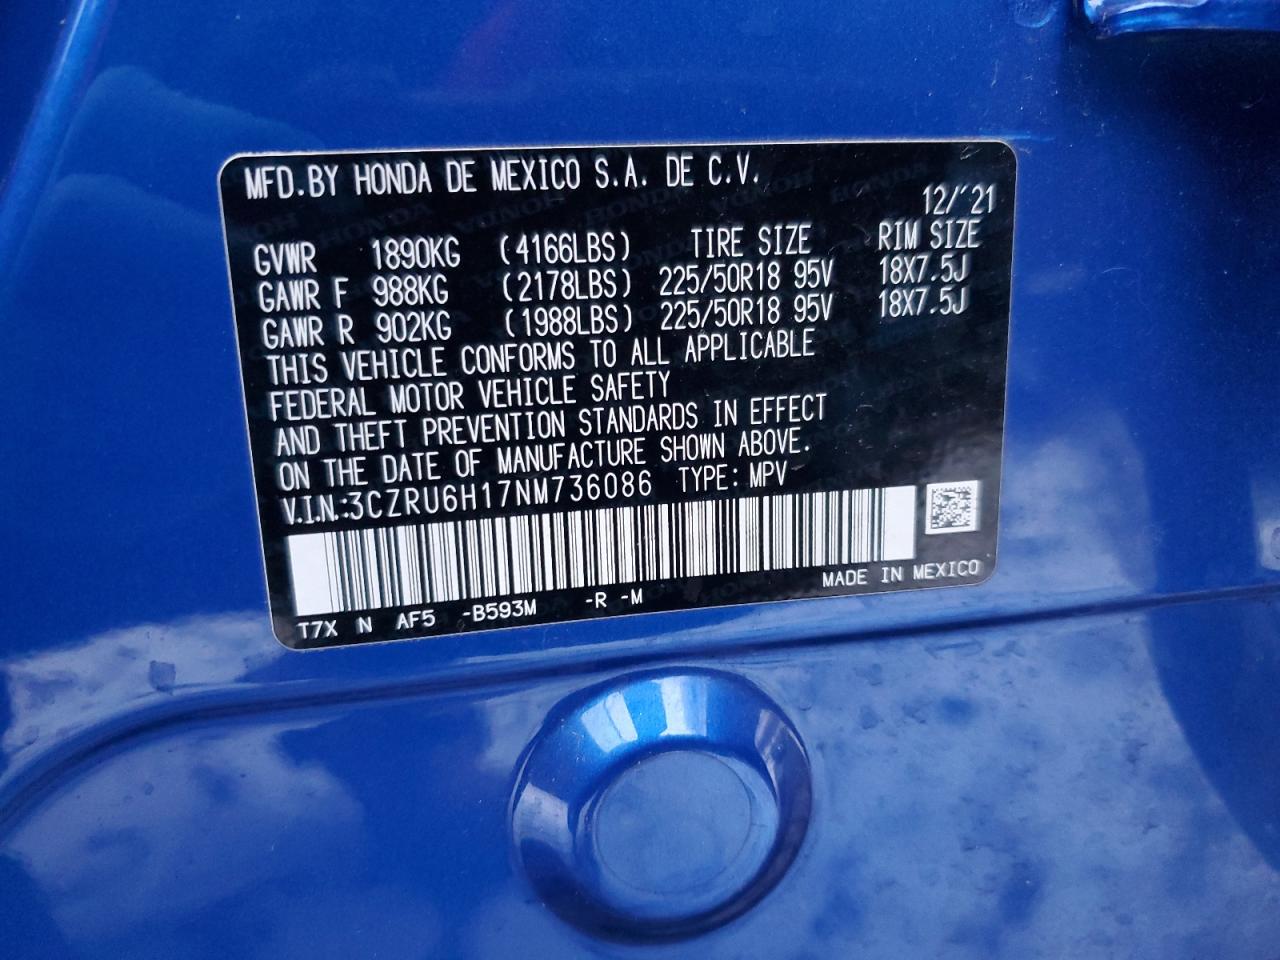 MFD.BY HONDA DE MEXICO S.A. DE C.V.
12/'21
GVWR 1890KG (4166LBS) TIRE SIZE RIM SIZE
GAWR F 988KG (2178LBS) 225/50R18 95V 18X7.5J
GAWR R 902KG (1988LBS) 225/50R18 95V 18X7.5J
THIS VEHICLE CONFORMS TO ALL APPLICABLE
FEDERAL MOTOR VEHICLE SAFETY
AND THEFT PREVENTION STANDARDS IN EFFECT
ON THE DATE OF MANUFACTURE SHOWN ABOVE.
V.I.N.:3CZRU6H17NM736086 TYPE: MPV
MADE IN MEXICO
T7X N AF5 -B593M -R -M